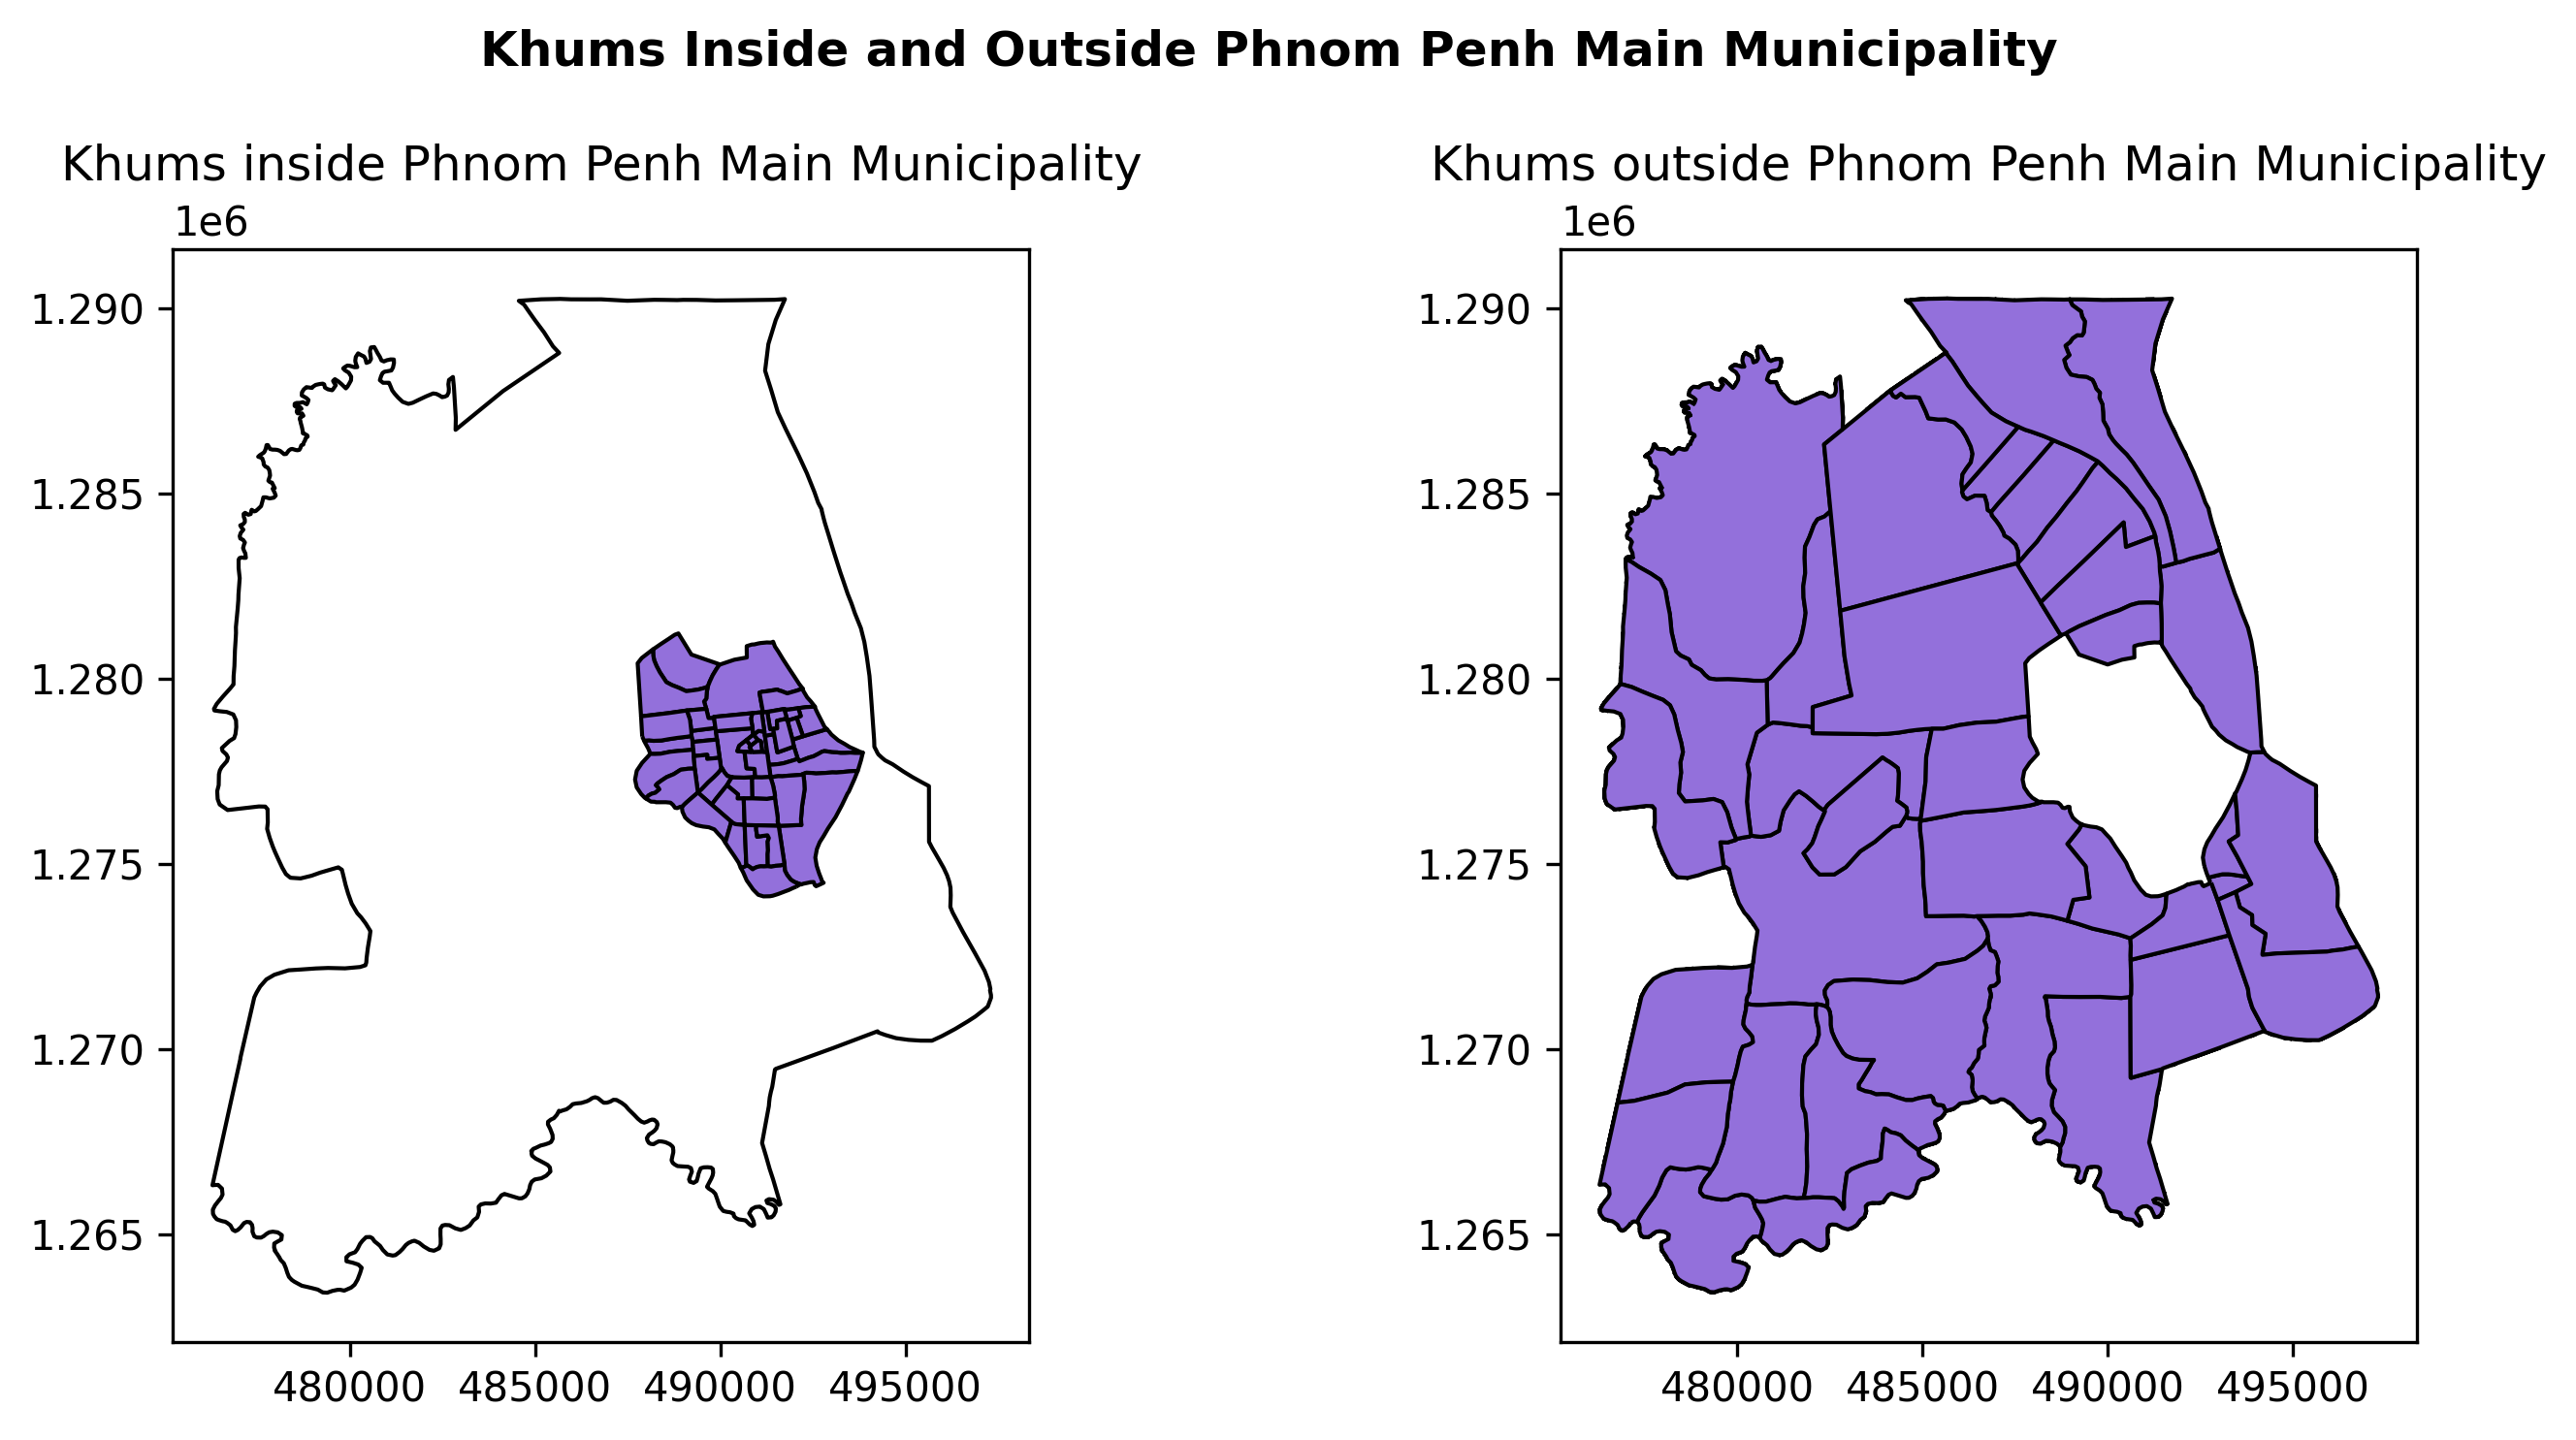 Khums Inside and Outside Phnom Penh Main Municipality
Khums inside Phnom Penh Main Municipality
1e6
1.290
1.285
1.280
1.275
1.270
1.265
480000 485000 490000 495000
Khums outside Phnom Penh Main Municipality
1e6
1.290
1.285
1.280
1.275
1.270
1.265
480000 485000 490000 495000